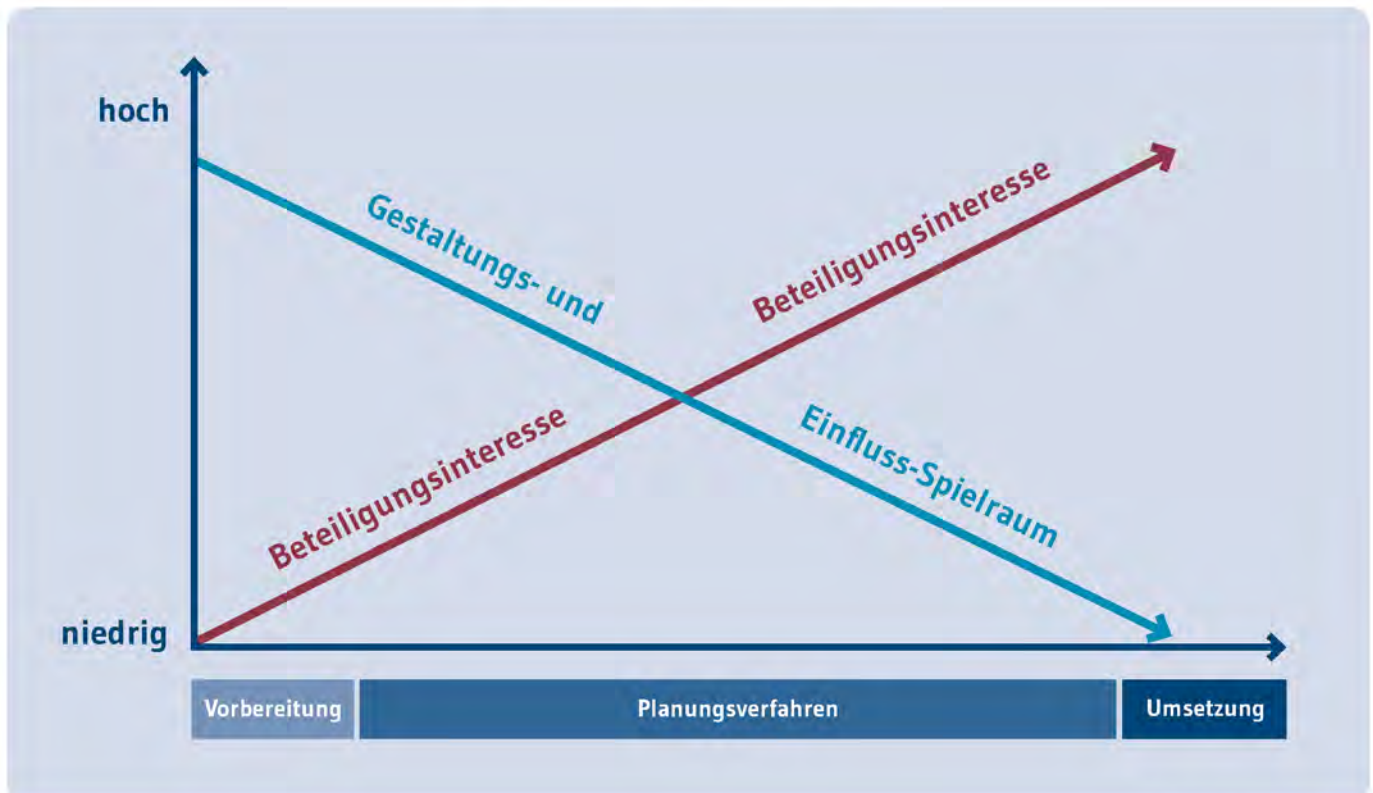 hoch
Gestaltungs- und
Beteiligungsinteresse
Beteiligungsinteresse
Einfluss-Spielraum
niedrig
Vorbereitung
Planungsverfahren
Umsetzung